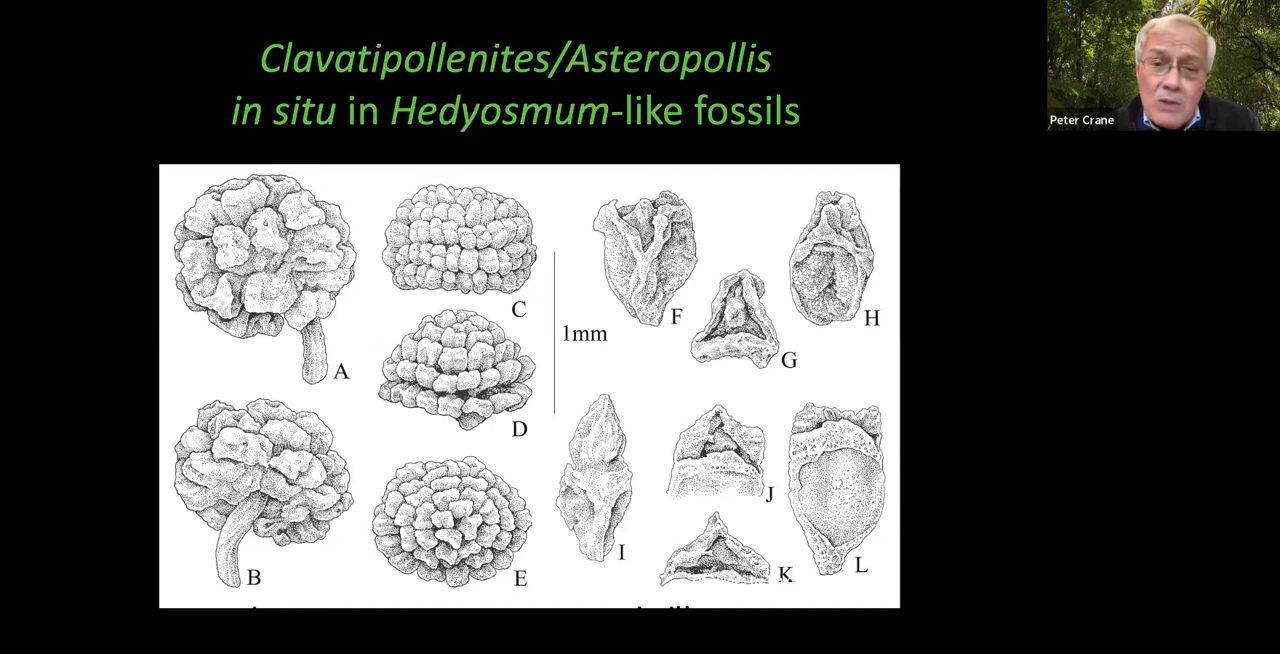 Clavatipollenites/Asteropollis
in situ in Hedyosmum-like fossils
Peter Crane
A
B
C
D
E
1mm
F
G
H
I
J
K
L